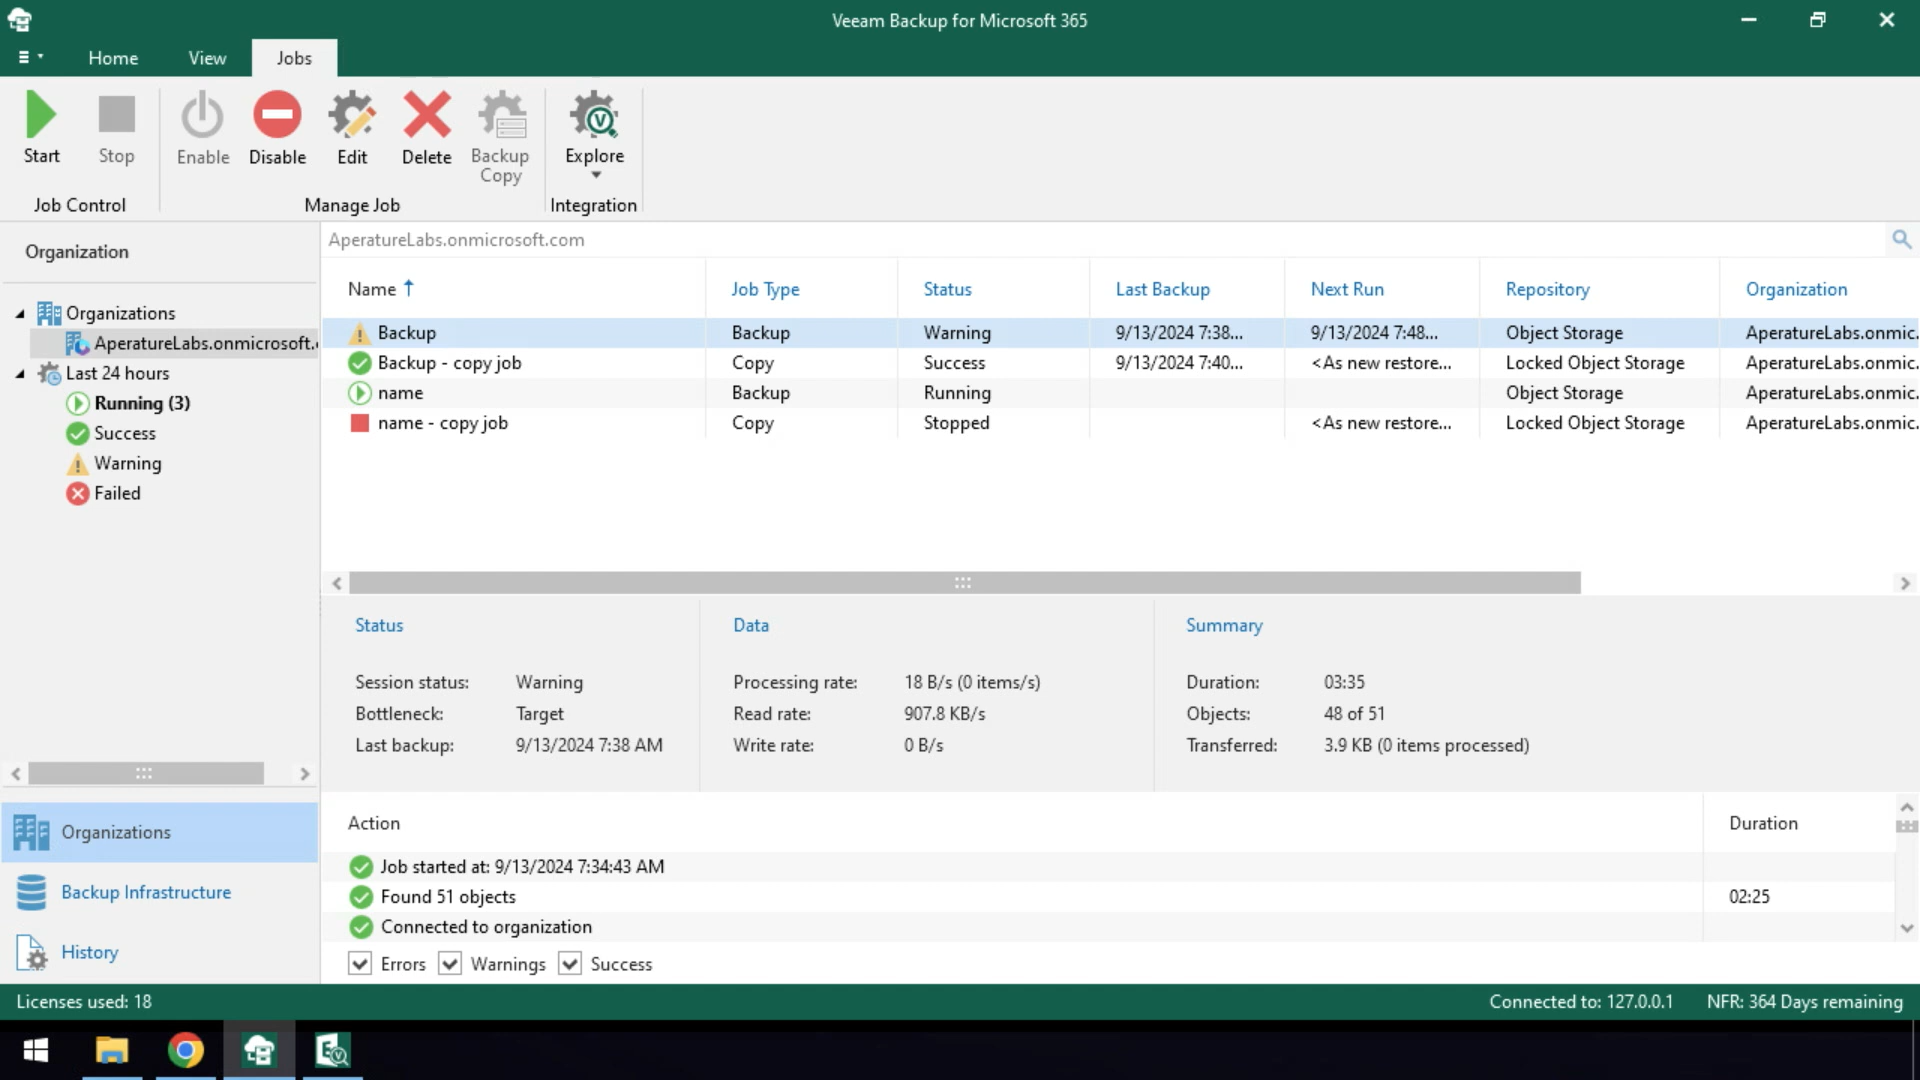 Veeam Backup for Microsoft 365
Home View Jobs
Start Stop Enable Disable Edit Delete Backup Copy Explore
Job Control Manage Job Integration
Organization
Organizations
AperatureLabs.onmicrosoft.
Last 24 hours
Running (3)
Success
Warning
Failed
AperatureLabs.onmicrosoft.com
Name Job Type Status Last Backup Next Run Repository Organization
Backup Backup Warning 9/13/2024 7:38... 9/13/2024 7:48... Object Storage AperatureLabs.onmic.
Backup - copy job Copy Success 9/13/2024 7:40... <As new restore... Locked Object Storage AperatureLabs.onmic.
name Backup Running Object Storage AperatureLabs.onmic.
name - copy job Copy Stopped <As new restore... Locked Object Storage AperatureLabs.onmic.
Status Data Summary
Session status: Warning Processing rate: 18 B/s (0 items/s) Duration: 03:35
Bottleneck: Target Read rate: 907.8 KB/s Objects: 48 of 51
Last backup: 9/13/2024 7:38 AM Write rate: 0 B/s Transferred: 3.9 KB (0 items processed)
Action Duration
Job started at: 9/13/2024 7:34:43 AM
Found 51 objects 02:25
Connected to organization
Errors Warnings Success
Organizations
Backup Infrastructure
History
Licenses used: 18 Connected to: 127.0.0.1 NFR: 364 Days remaining